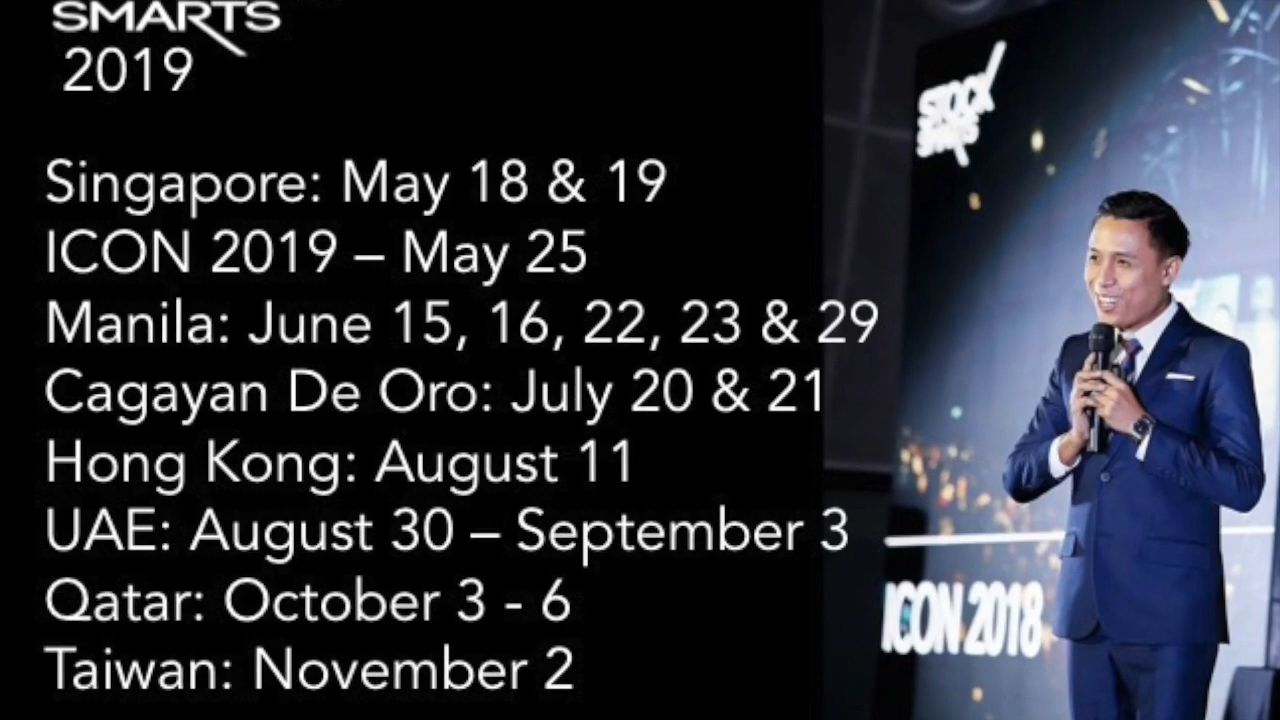 SMARTS
2019
Singapore: May 18 & 19
ICON 2019 – May 25
Manila: June 15, 16, 22, 23 & 29
Cagayan De Oro: July 20 & 21
Hong Kong: August 11
UAE: August 30 – September 3
Qatar: October 3 - 6
Taiwan: November 2
STOCK
SMARTS
ICON 2018